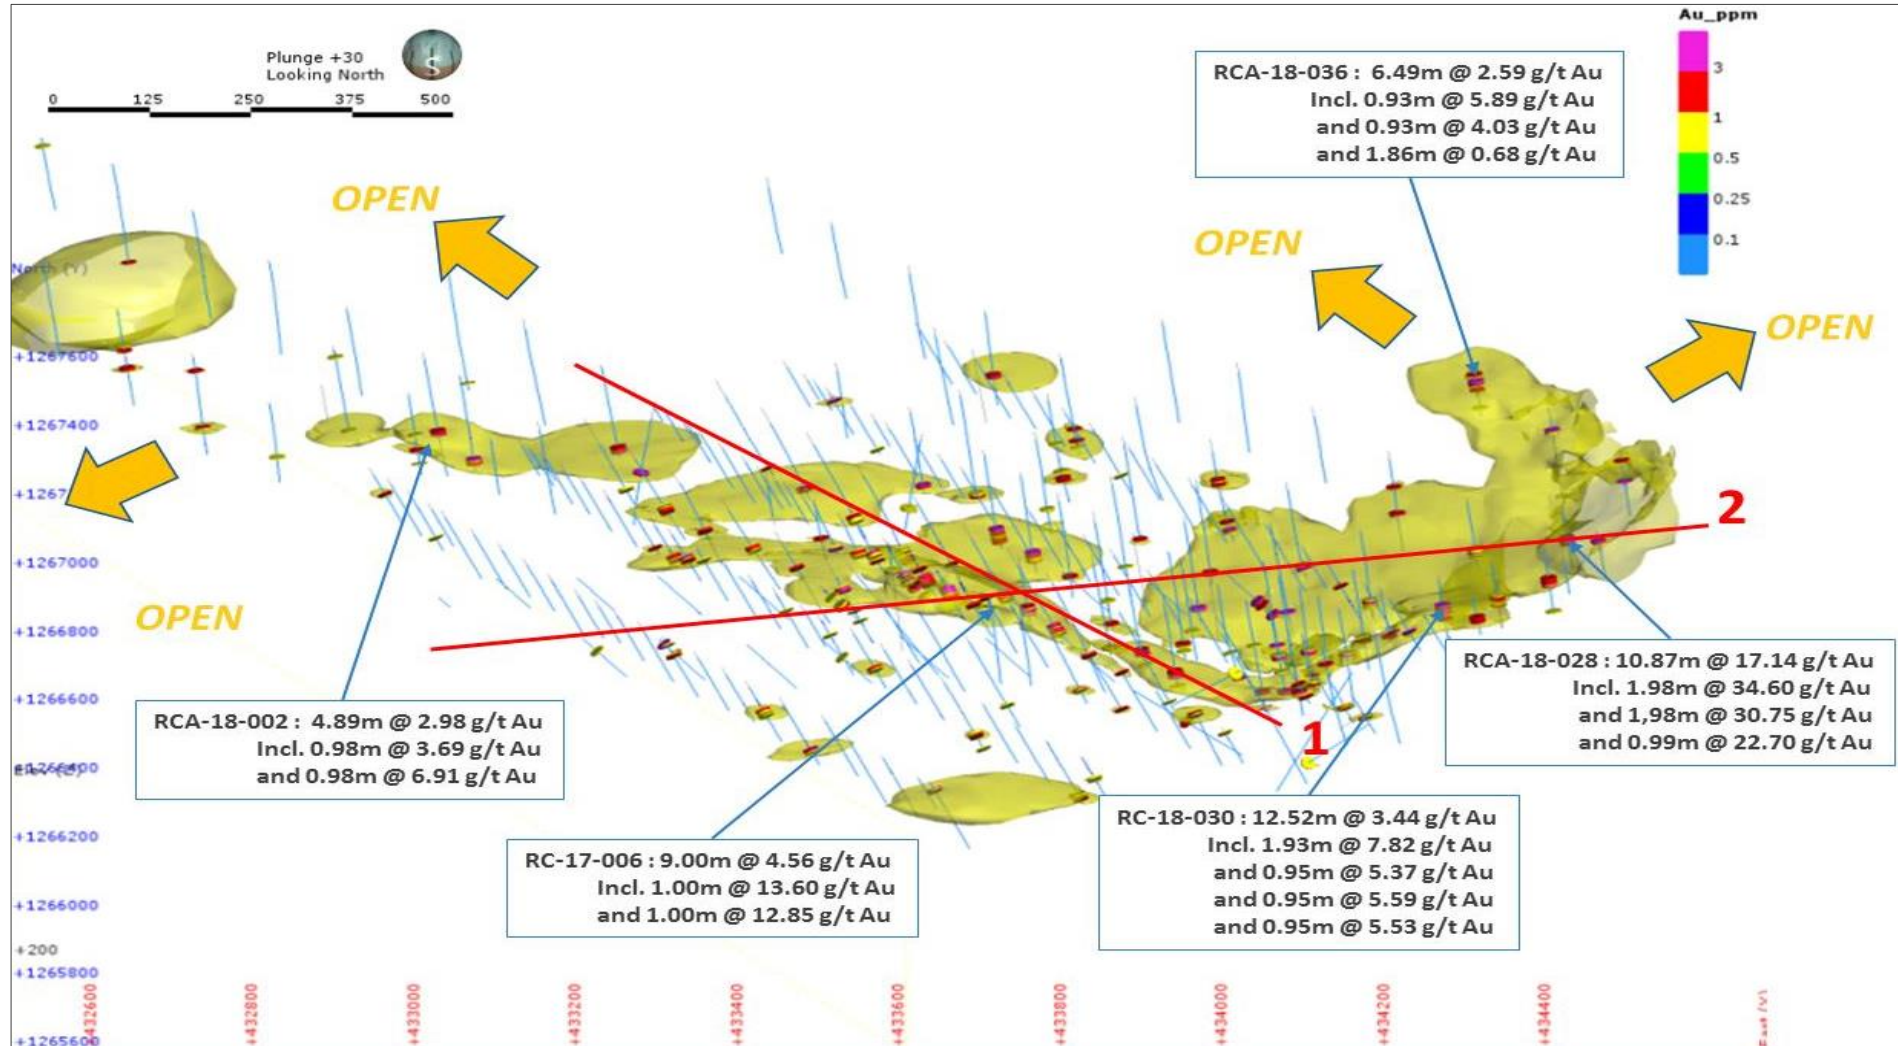 Au_ppm
3
1
0.5
0.25
0.1
Plunge +30
Looking North
S
0 125 250 375 500
RCA-18-036 : 6.49m @ 2.59 g/t Au
Incl. 0.93m @ 5.89 g/t Au
and 0.93m @ 4.03 g/t Au
and 1.86m @ 0.68 g/t Au
OPEN
OPEN
OPEN
OPEN
North (Y)
+1267600
+1267400
+1267000
+1266800
+1266600
+1266200
+1266000
+200
+1265800
+1265600
2
1
RCA-18-002 : 4.89m @ 2.98 g/t Au
Incl. 0.98m @ 3.69 g/t Au
and 0.98m @ 6.91 g/t Au
RC-17-006 : 9.00m @ 4.56 g/t Au
Incl. 1.00m @ 13.60 g/t Au
and 1.00m @ 12.85 g/t Au
RC-18-030 : 12.52m @ 3.44 g/t Au
Incl. 1.93m @ 7.82 g/t Au
and 0.95m @ 5.37 g/t Au
and 0.95m @ 5.59 g/t Au
and 0.95m @ 5.53 g/t Au
RCA-18-028 : 10.87m @ 17.14 g/t Au
Incl. 1.98m @ 34.60 g/t Au
and 1,98m @ 30.75 g/t Au
and 0.99m @ 22.70 g/t Au
+432600
+432800
+433000
+433200
+433400
+433600
+433800
+434000
+434200
+434400